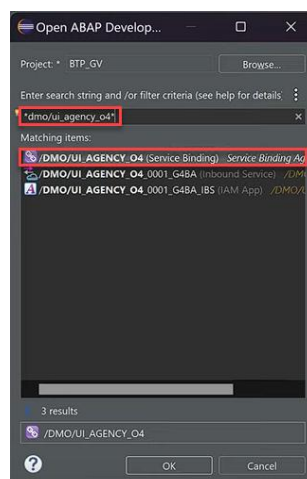 Open ABAP Develop...
Project: * BTP_GV
Browse...
Enter search string and /or filter criteria (see help for details)
*dmo/ui_agency_o4*
Matching items:
/DMO/UI_AGENCY_O4 (Service Binding) Service Binding Ag
/DMO/UI_AGENCY_O4_0001_G4BA (Inbound Service) /DM
/DMO/UI_AGENCY_O4_0001_G4BA_IBS (IAM App) /DMO/U
3 results
/DMO/UI_AGENCY_O4
OK
Cancel